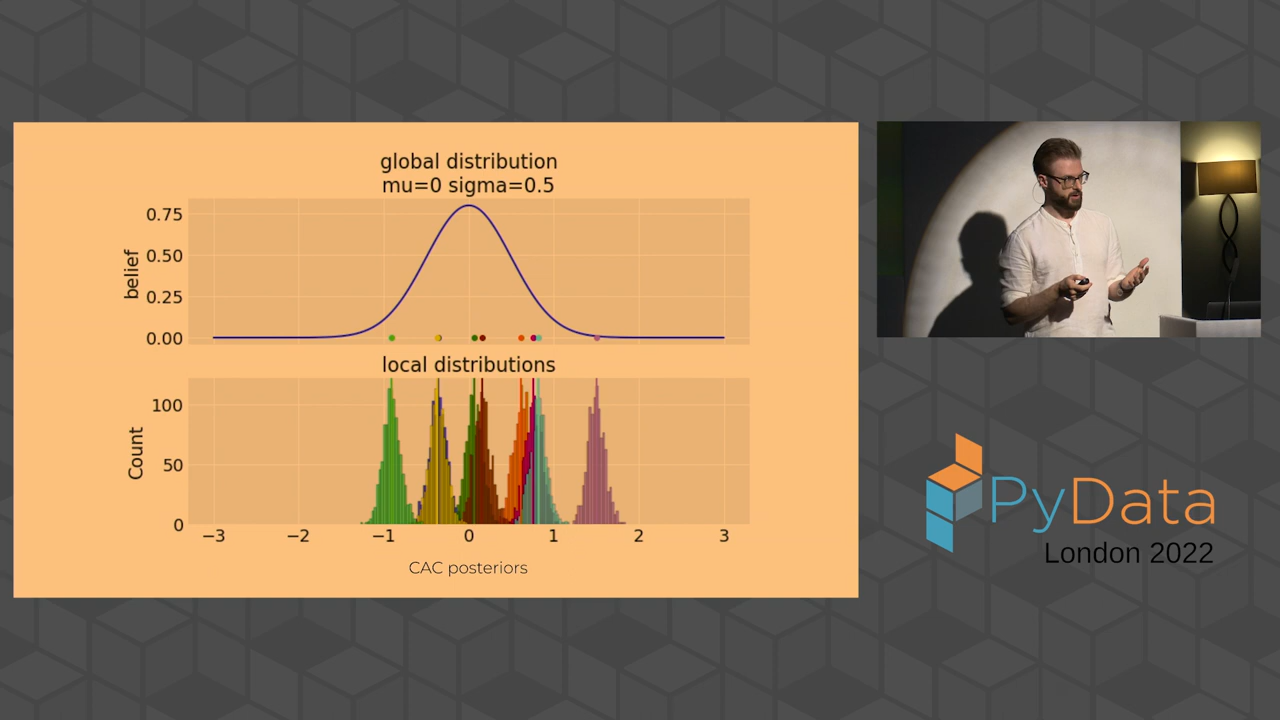 global distribution
mu=0 sigma=0.5
belief
0.75
0.50
0.25
0.00
local distributions
Count
100
50
0
−3
−2
−1
0
1
2
3
CAC posteriors
PyData
London 2022